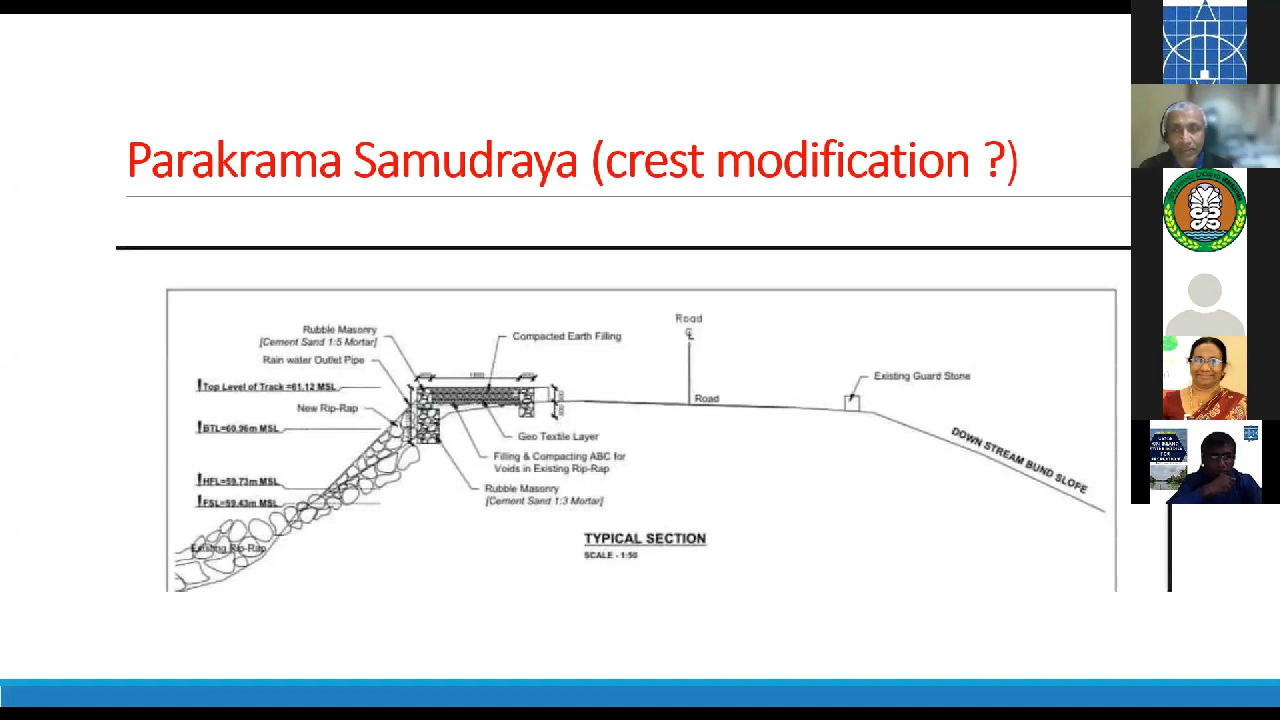 Parakrama Samudraya (crest modification ?)
Rubble Masonry
[Cement Sand 1:5 Mortar]
Rain water Outlet Pipe
Top Level of Track =61.12 MSL
New Rip-Rap
BTL=60.96m MSL
HFL=59.73m MSL
FSL=59.43m MSL
Existing Rip-Rap
Compacted Earth Filling
Geo Textile Layer
Filling & Compacting ABC for
Voids in Existing Rip-Rap
Rubble Masonry
[Cement Sand 1:3 Mortar]
Road
Road
Existing Guard Stone
DOWN STREAM BUND SLOPE
TYPICAL SECTION
SCALE - 1:50